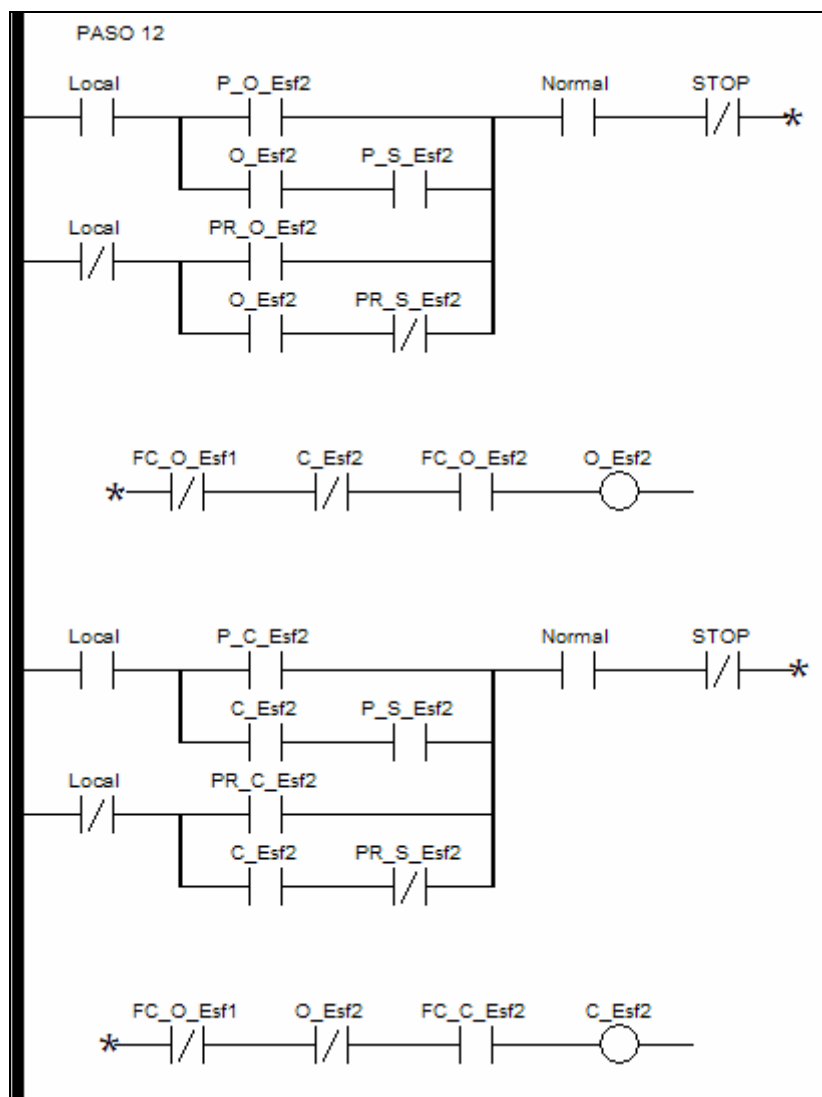 PASO 12
Local P_O_Esf2 Normal STOP
O_Esf2 P_S_Esf2
*
Local PR_O_Esf2
O_Esf2 PR_S_Esf2
FC_O_Esf1 C_Esf2 FC_O_Esf2 O_Esf2
*
Local P_C_Esf2 Normal STOP
*
C_Esf2 P_S_Esf2
Local PR_C_Esf2
C_Esf2 PR_S_Esf2
FC_O_Esf1 O_Esf2 FC_C_Esf2 C_Esf2
*